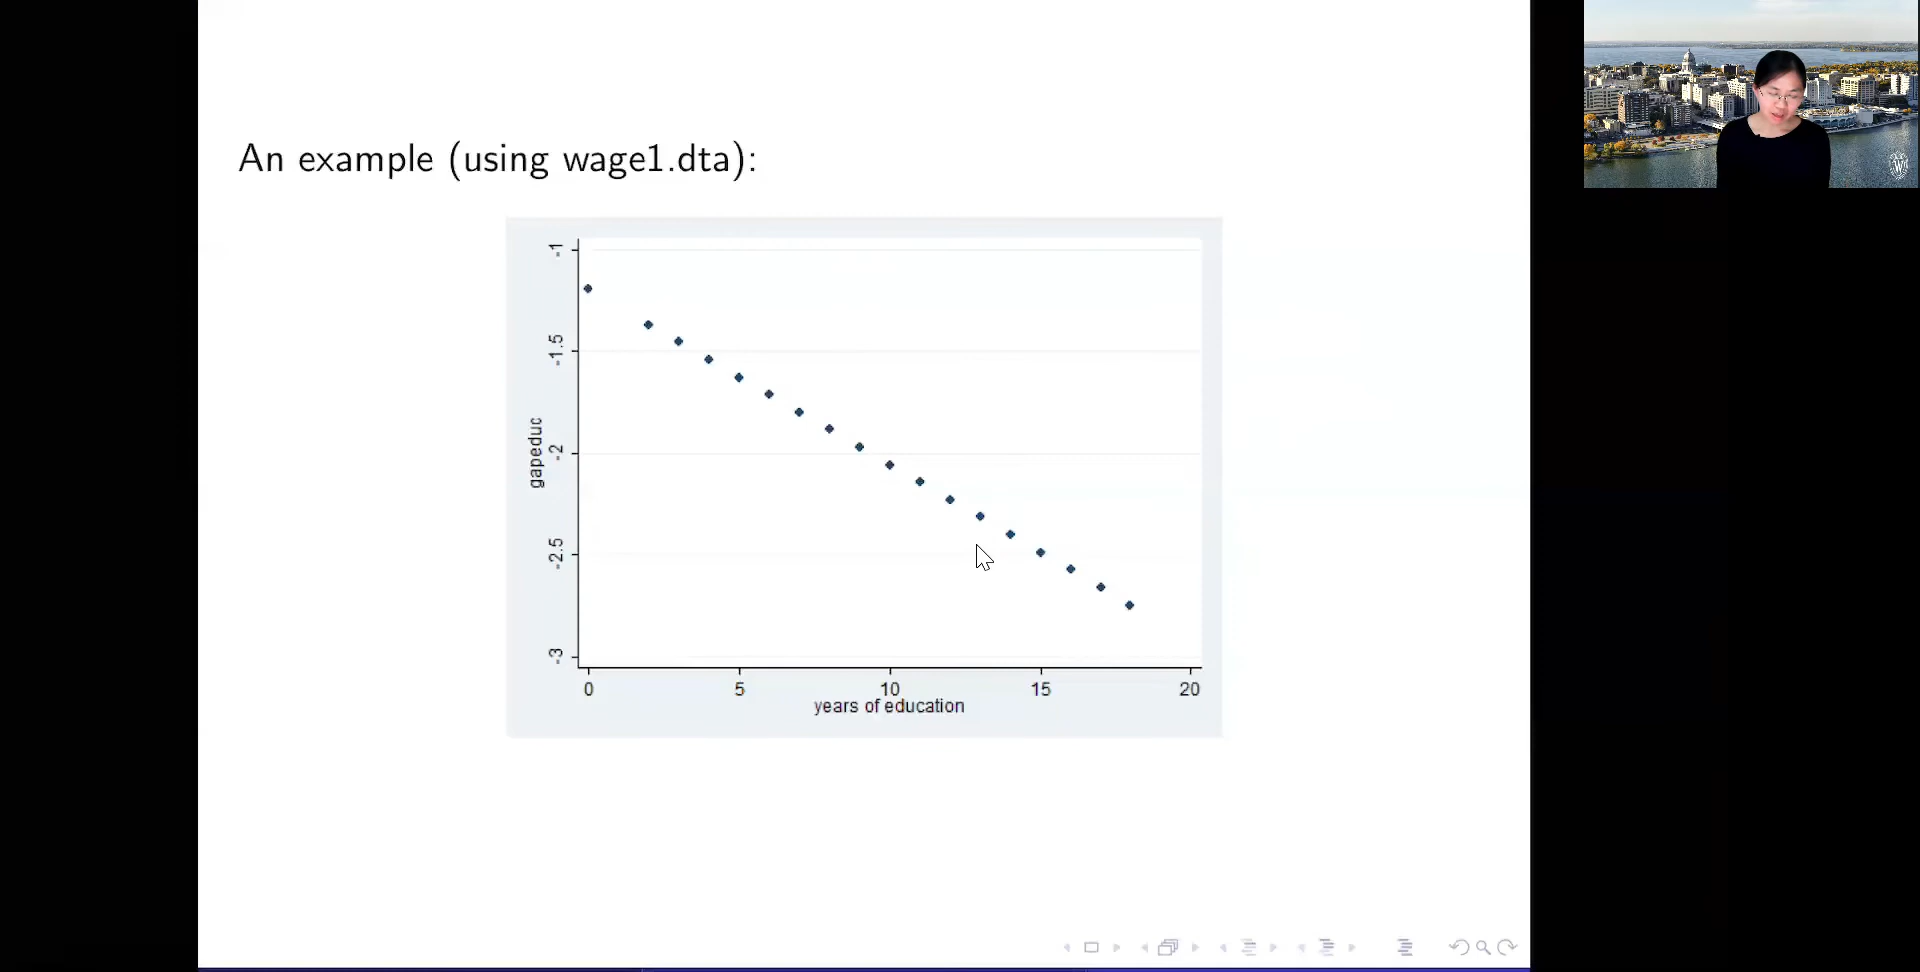 An example (using wage1.dta):
-1
-1.5
-2
-2.5
-3
gapeduc
0 5 10 15 20
years of education
W